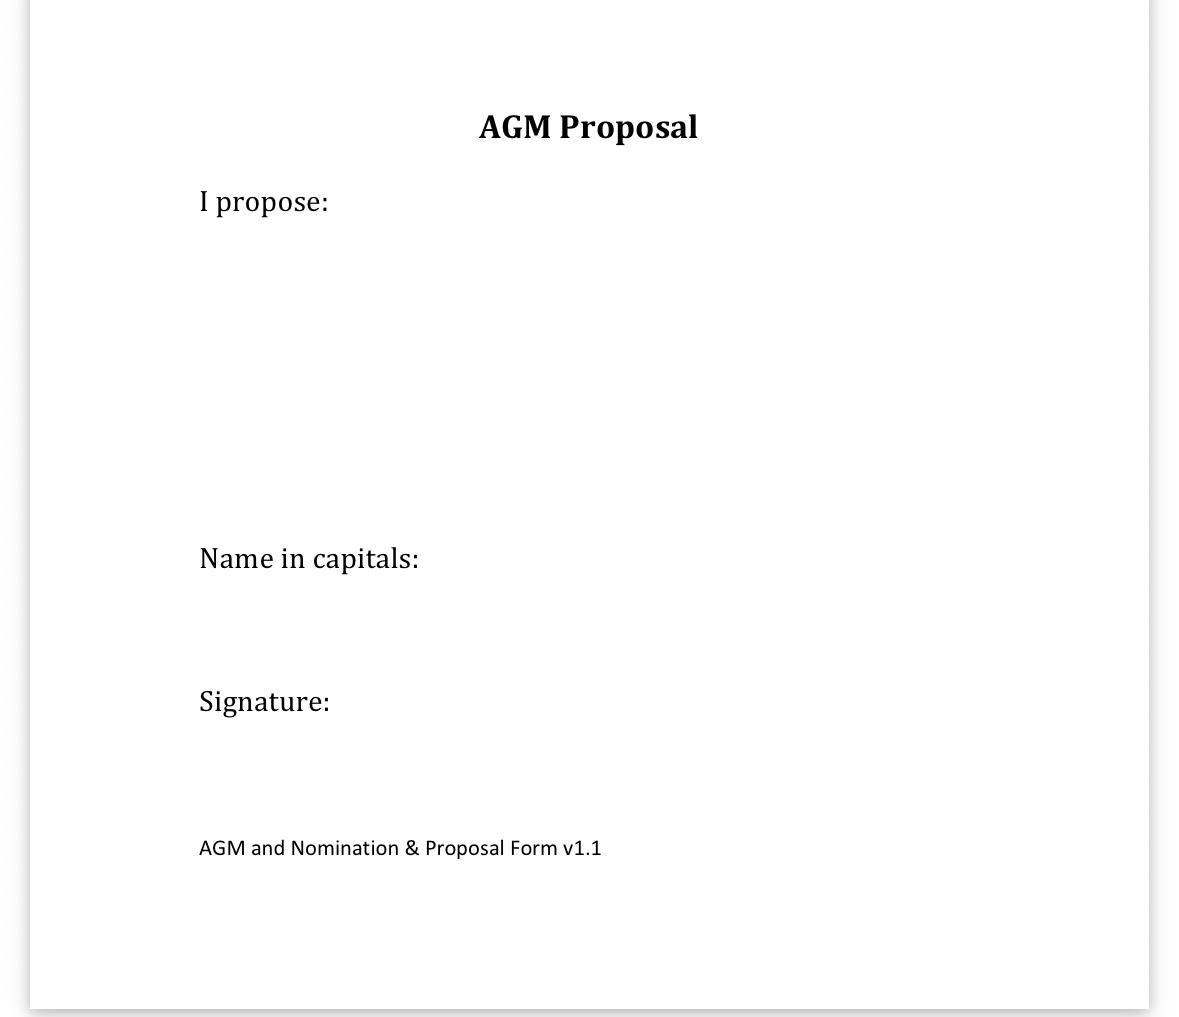 AGM Proposal
I propose:
Name in capitals:
Signature:
AGM and Nomination & Proposal Form v1.1